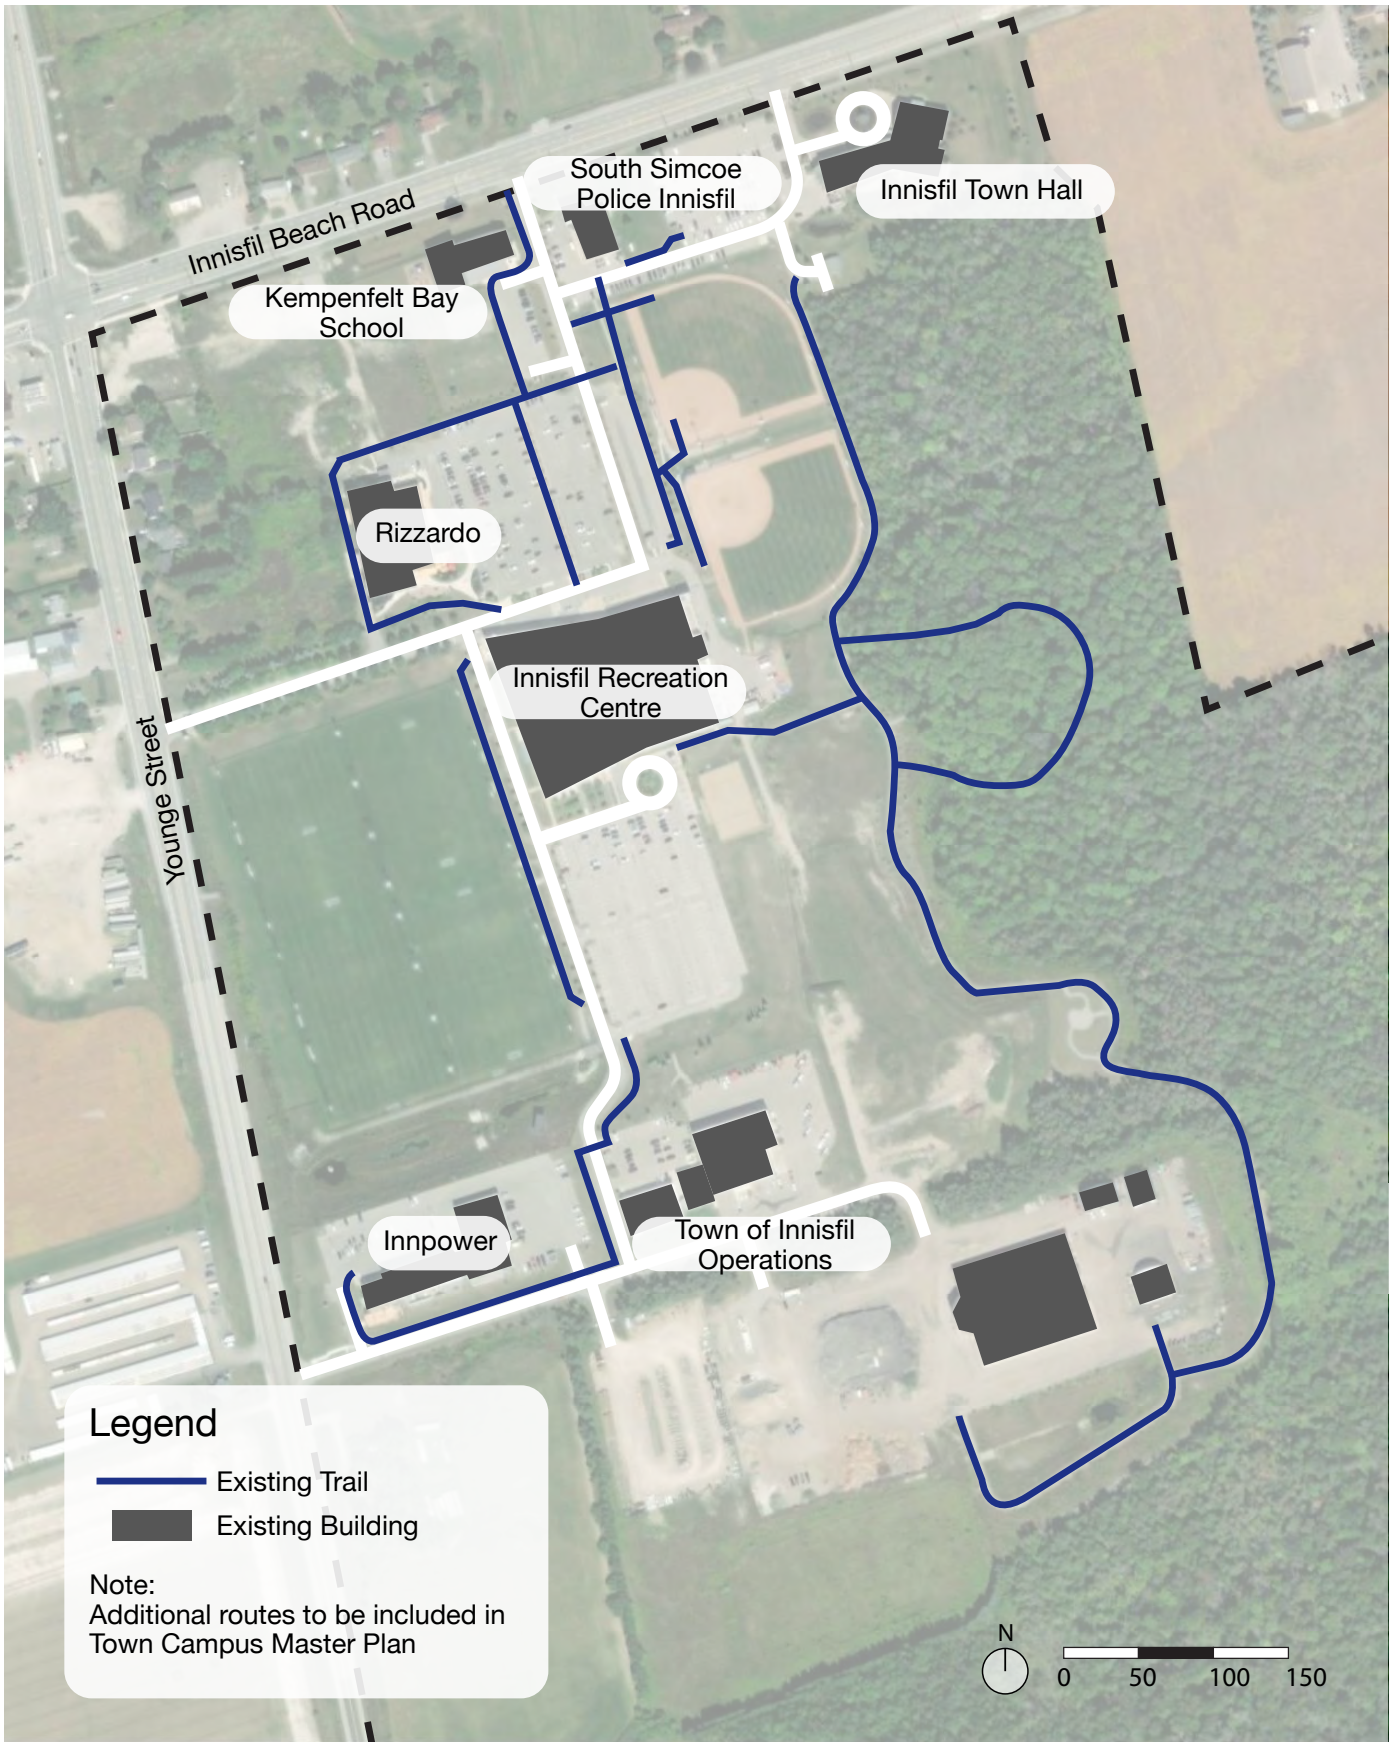 South Simcoe
Police Innisfil
Innisfil Town Hall
Innisfil Beach Road
Kempenfelt Bay
School
Rizzardo
Innisfil Recreation
Centre
Younge Street
Innpower
Town of Innisfil
Operations
Legend
Existing Trail
Existing Building
Note:
Additional routes to be included in
Town Campus Master Plan
N
0 50 100 150